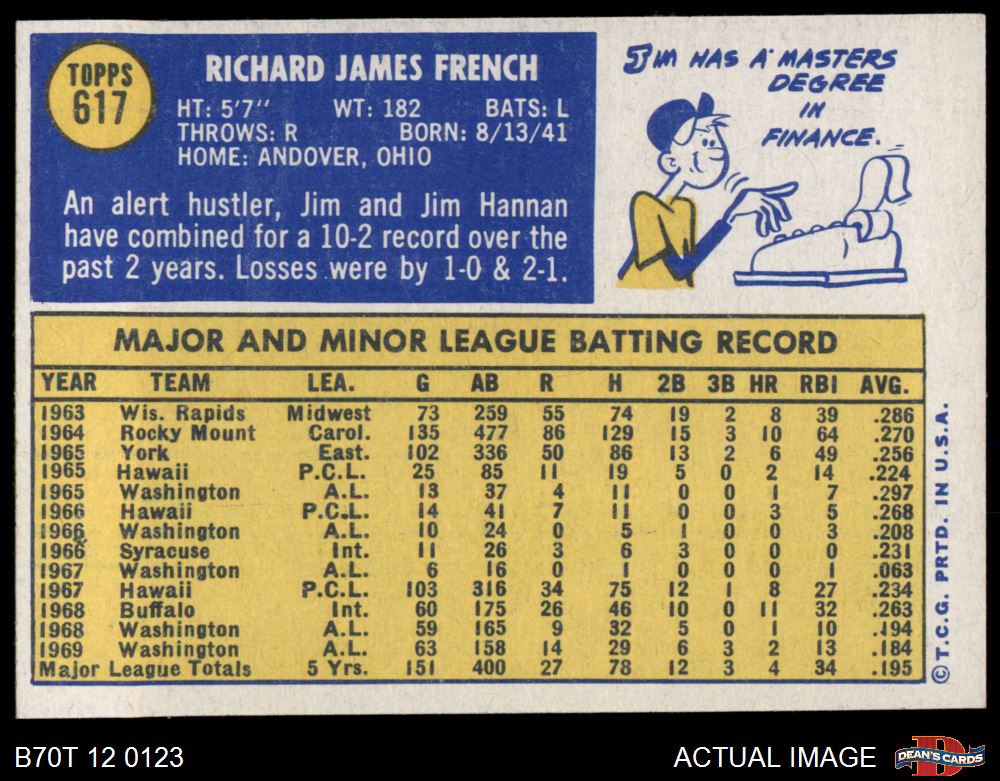 TOPPS
617
RICHARD JAMES FRENCH
HT: 5'7" WT: 182 BATS: L
THROWS: R BORN: 8/13/41
HOME: ANDOVER, OHIO
An alert hustler, Jim and Jim Hannan
have combined for a 10-2 record over the
past 2 years. Losses were by 1-0 & 2-1.
JIM HAS A MASTERS
DEGREE
IN
FINANCE.
MAJOR AND MINOR LEAGUE BATTING RECORD
YEAR TEAM LEA. G AB R H 2B 3B HR RBI AVG.
1963 Wis. Rapids Midwest 73 259 55 74 19 2 8 39 .286
1964 Rocky Mount Carol. 135 477 86 129 15 3 10 64 .270
1965 York East. 102 336 50 86 13 2 6 49 .256
1965 Hawaii P.C.L. 25 85 11 19 5 0 2 14 .224
1965 Washington A.L. 13 37 4 11 0 0 1 7 .297
1966 Hawaii P.C.L. 14 41 7 11 0 0 3 5 .268
1966 Washington A.L. 10 24 0 5 1 0 0 3 .208
1966 Syracuse Int. 11 26 3 6 3 0 0 0 .231
1967 Washington A.L. 6 16 0 1 0 0 0 1 .063
1967 Hawaii P.C.L. 103 316 34 75 12 1 8 27 .234
1968 Buffalo Int. 60 175 26 46 10 0 11 32 .263
1968 Washington A.L. 59 165 9 32 5 0 1 10 .194
1969 Washington A.L. 63 158 14 29 6 3 2 13 .184
Major League Totals 5 Yrs. 151 400 27 78 12 3 4 34 .195
© T.C.G. PRTD. IN U.S.A.
B70T 12 0123
ACTUAL IMAGE
DEAN'S CARDS